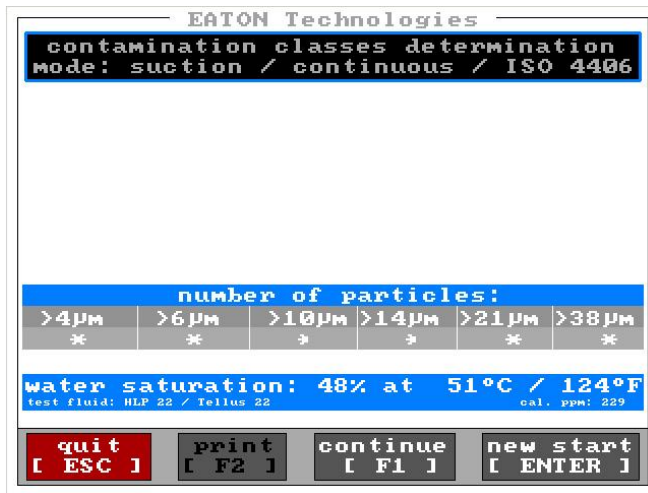 EATON Technologies
contamination classes determination
mode: suction / continuous / ISO 4406
number of particles:
>4µm >6µm >10µm >14µm >21µm >38µm
* * * * * *
water saturation: 48% at 51°C / 124°F
test fluid: HLP 22 / Tellus 22 cal. ppm: 229
quit print continue new start
[ ESC ] [ F2 ] [ F1 ] [ ENTER ]